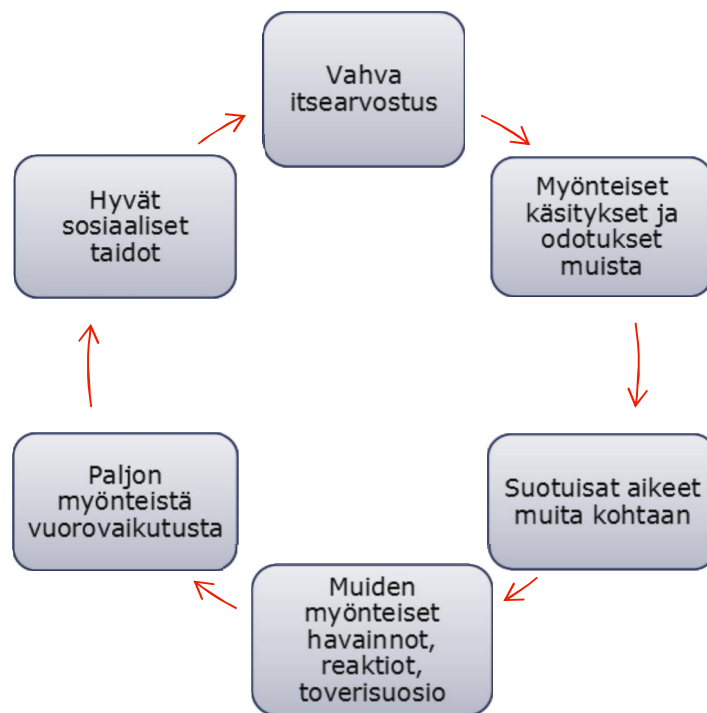 Vahva
itsearvostus
Myönteiset
käsitykset ja
odotukset
muista
Suotuisat aikeet
muita kohtaan
Muiden
myönteiset
havainnot,
reaktiot,
toverisuosio
Paljon
myönteistä
vuorovaikutusta
Hyvät
sosiaaliset
taidot